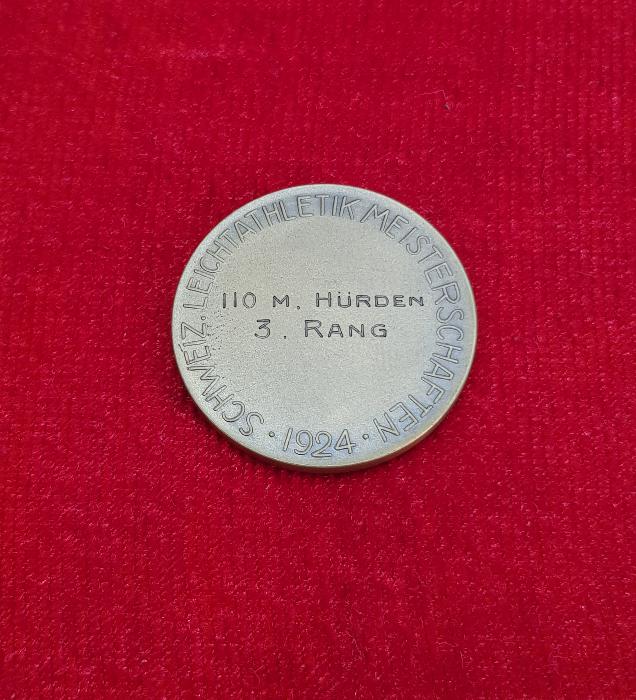 SCHWEIZ. LEICHTATHLETIK MEISTERSCHAFTEN
110 M. HÜRDEN
3. RANG
· 1924 ·